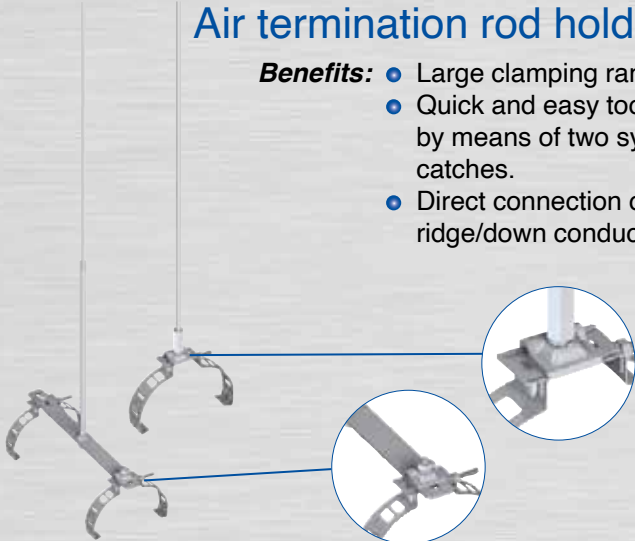 Air termination rod hold
Benefits: Large clamping ran
Quick and easy too
by means of two sy
catches.
Direct connection o
ridge/down conduc